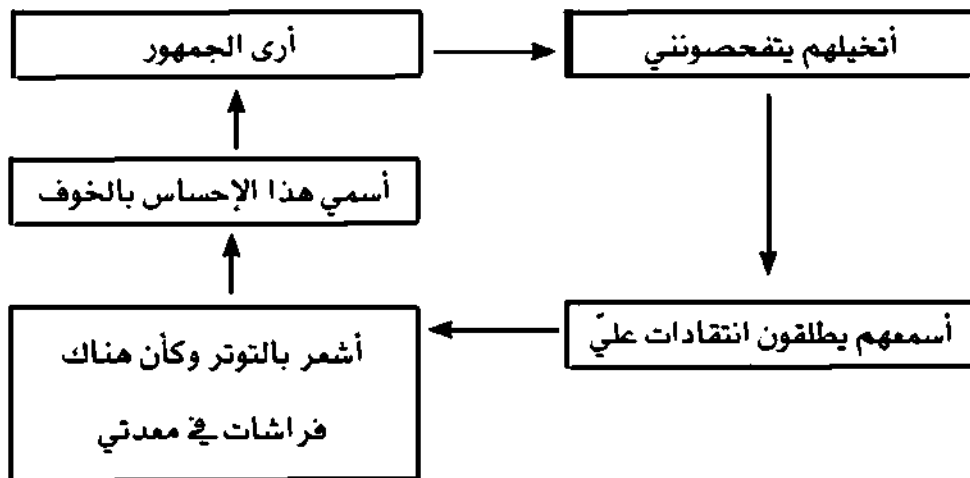 أرى الجمهور
أتخيلهم يتفحصونني
أسمعهم يطلقون انتقادات عليّ
أشعر بالتوتر وكأن هناك
فراشات في معدتي
أسمي هذا الإحساس بالخوف